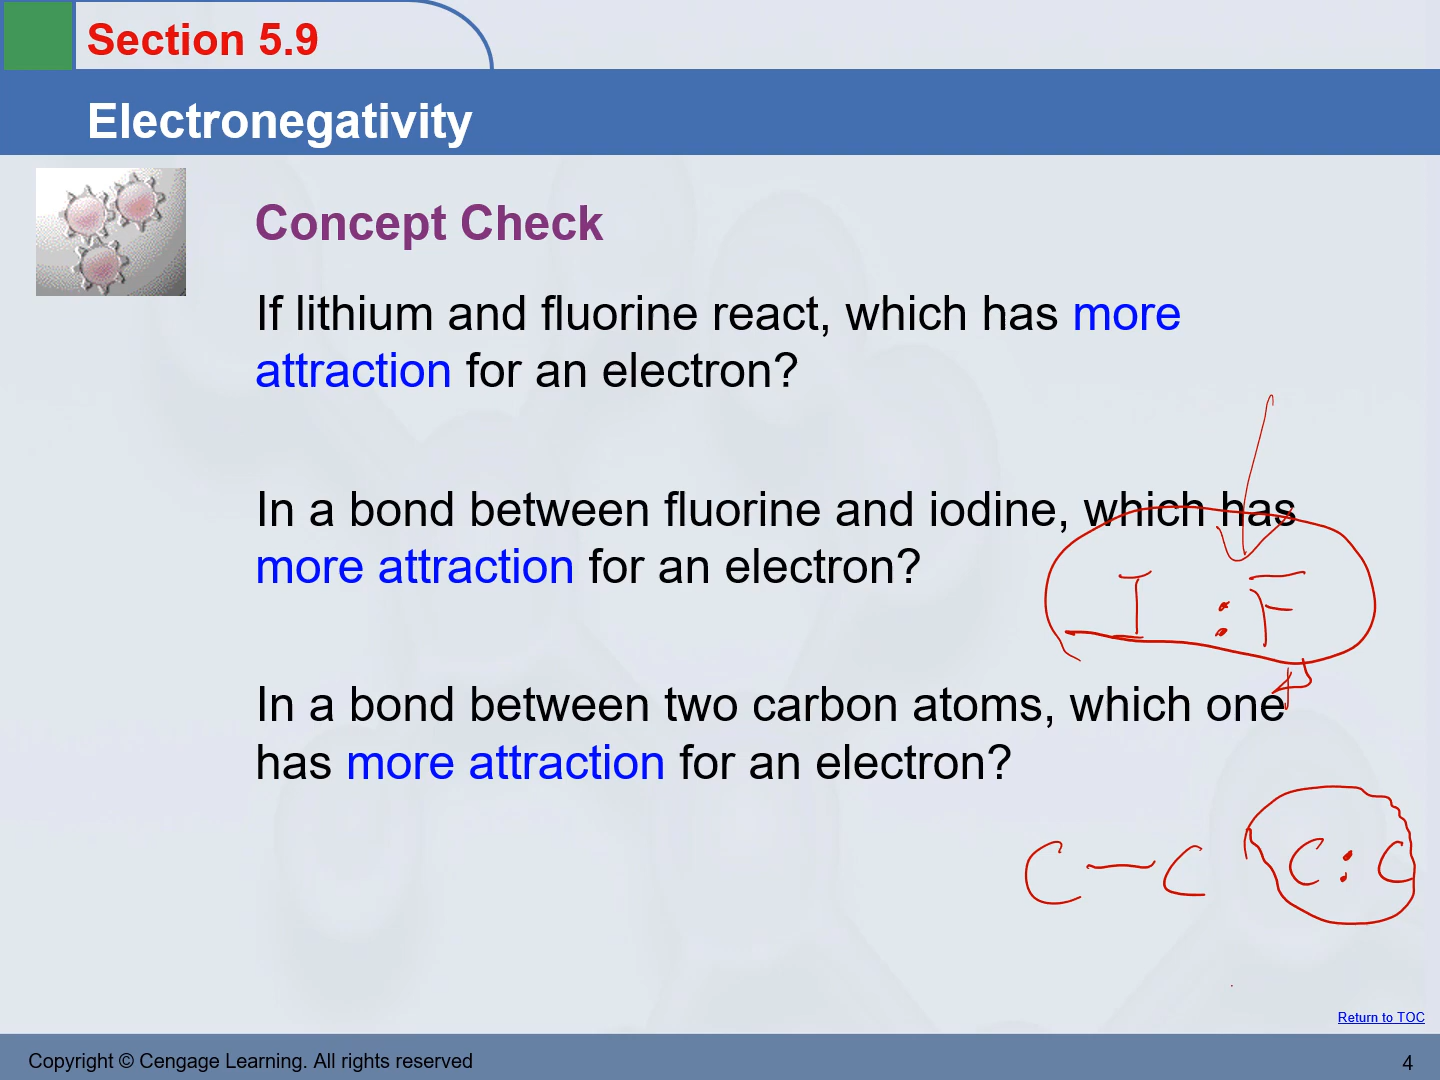 Section 5.9
Electronegativity
Concept Check
If lithium and fluorine react, which has more
attraction for an electron?
In a bond between fluorine and iodine, which has
more attraction for an electron?
I : F
In a bond between two carbon atoms, which one
has more attraction for an electron?
C — C C : C
Return to TOC
Copyright © Cengage Learning. All rights reserved
4